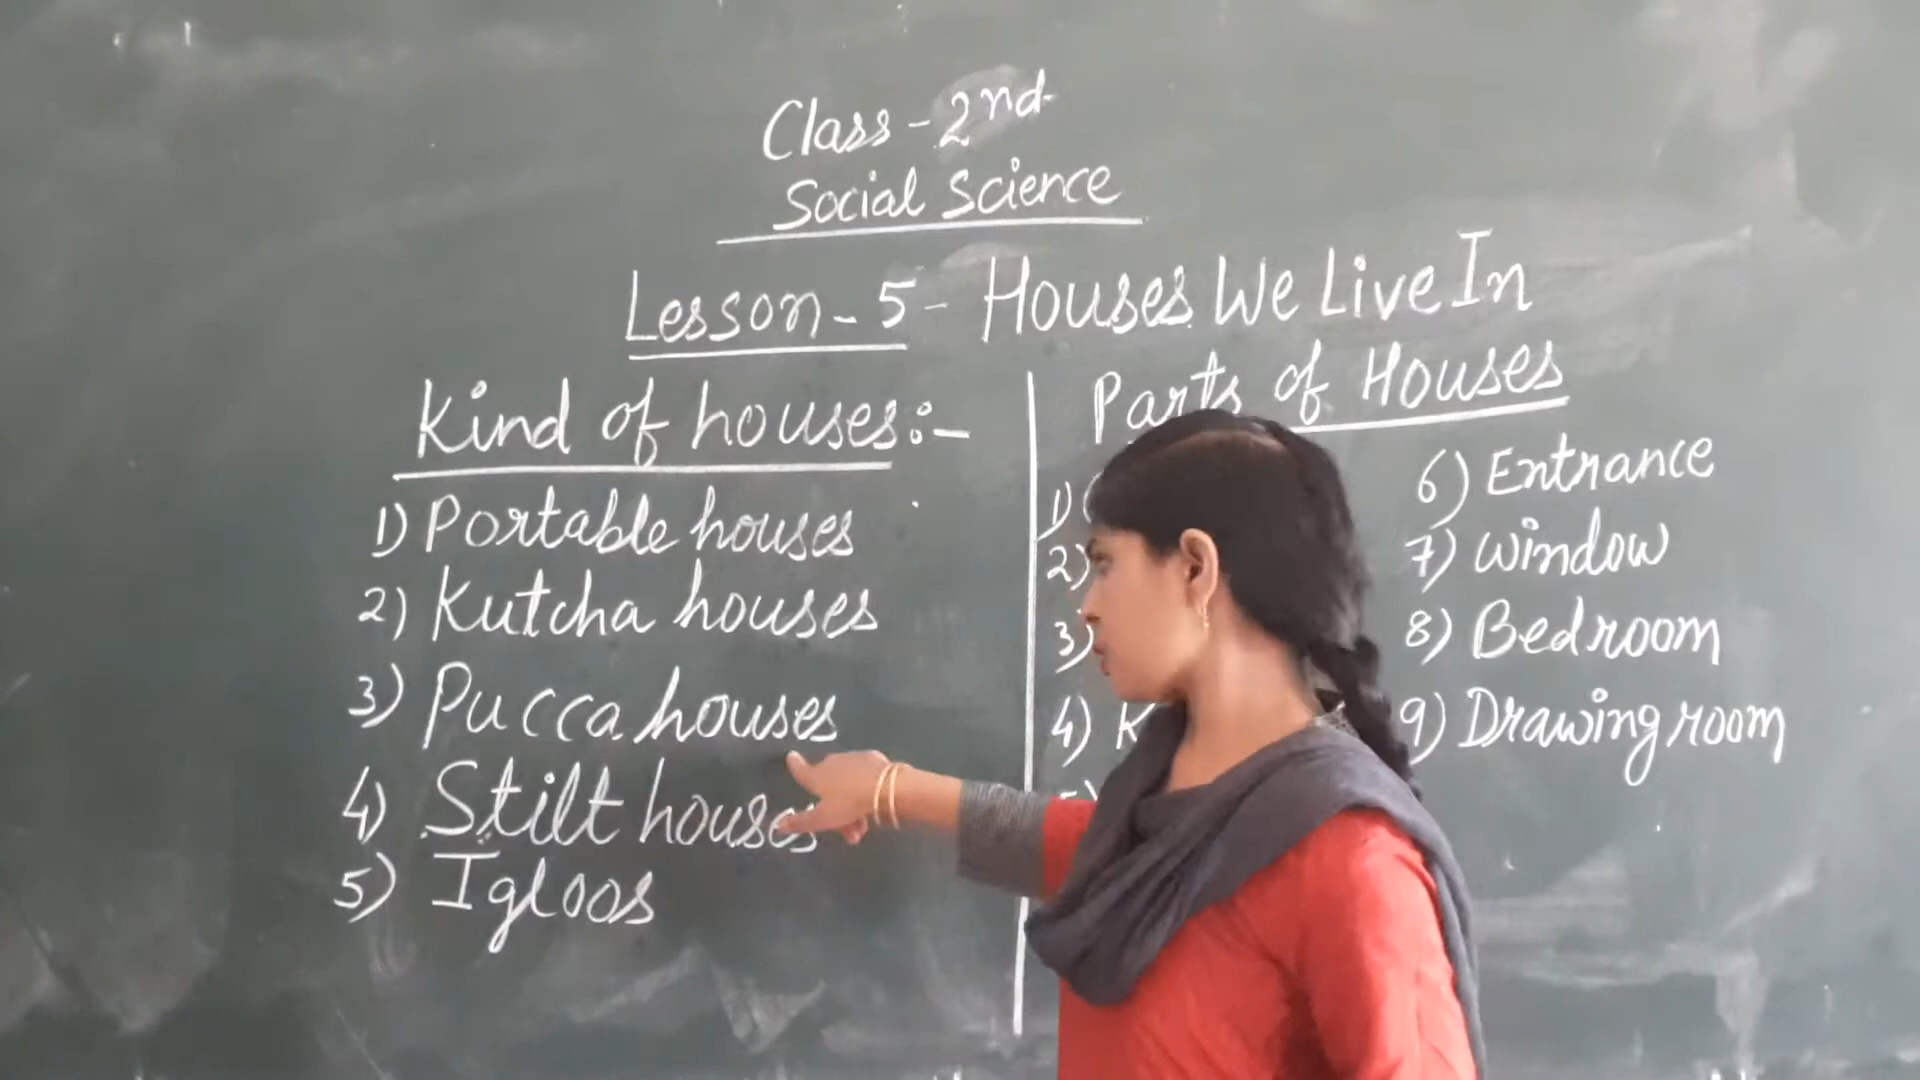 Class - 2nd
Social Science
Lesson - 5 - Houses We Live In
Kind of houses :-
1) Portable houses
2) Kutcha houses
3) Pucca houses
4) Stilt houses
5) Igloos
Parts of Houses
1)
2)
3)
4)
5)
6) Entrance
7) window
8) Bedroom
9) Drawing room